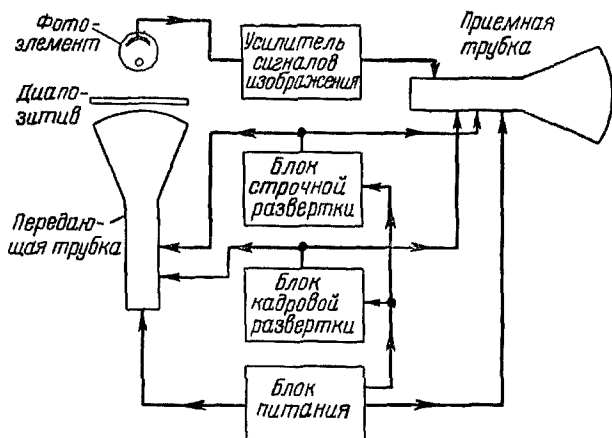 Фото-
элемент
Усилитель
сигналов
изображения
Приемная
трубка
Диапо-
зитив
Блок
строчной
развертки
Передаю-
щая трубка
Блок
кадровой
развертки
Блок
питания